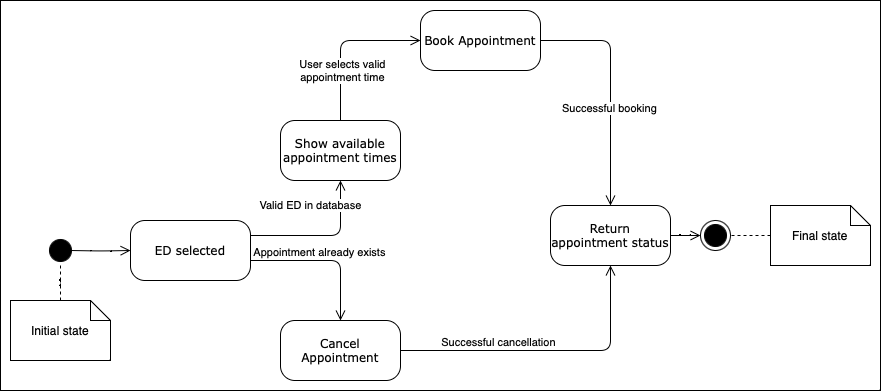 Book Appointment
User selects valid
appointment time
Successful booking
Show available
appointment times
Valid ED in database
ED selected
Appointment already exists
Return
appointment status
Final state
Initial state
Cancel
Appointment
Successful cancellation